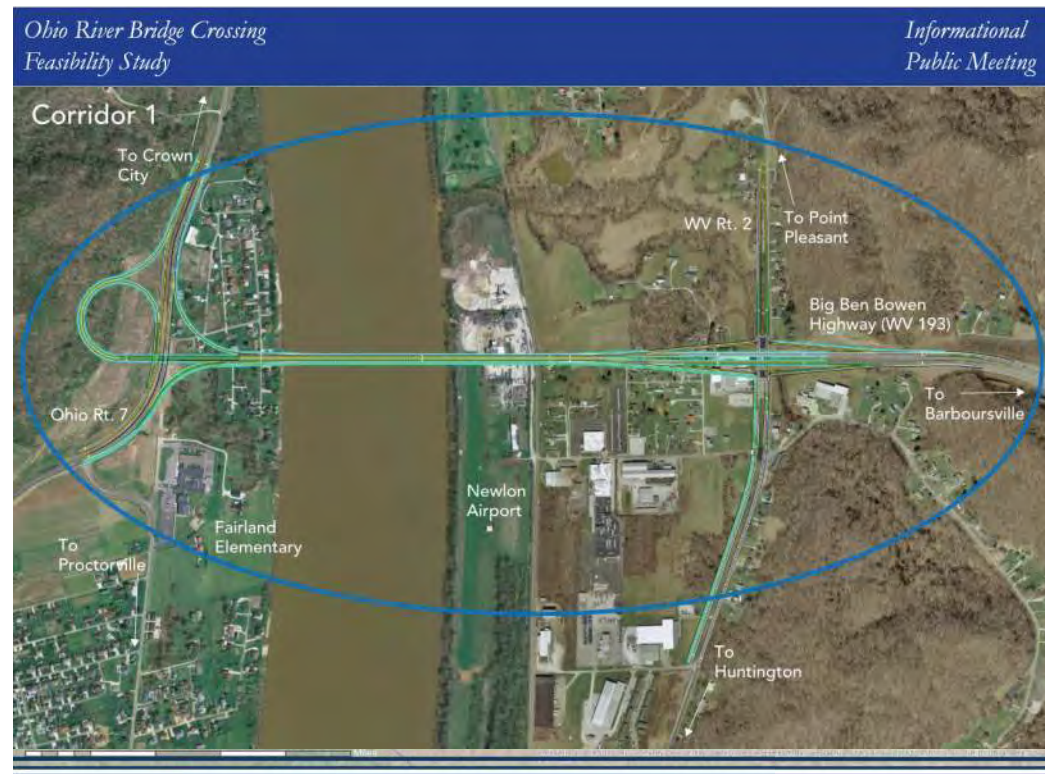 Ohio River Bridge Crossing
Feasibility Study
Informational
Public Meeting
Corridor 1
To Crown
City
WV Rt. 2
To Point
Pleasant
Big Ben Bowen
Highway (WV 193)
To
Barboursville
Ohio Rt. 7
Newlon
Airport
Fairland
Elementary
To
Proctorville
To
Huntington
Miles